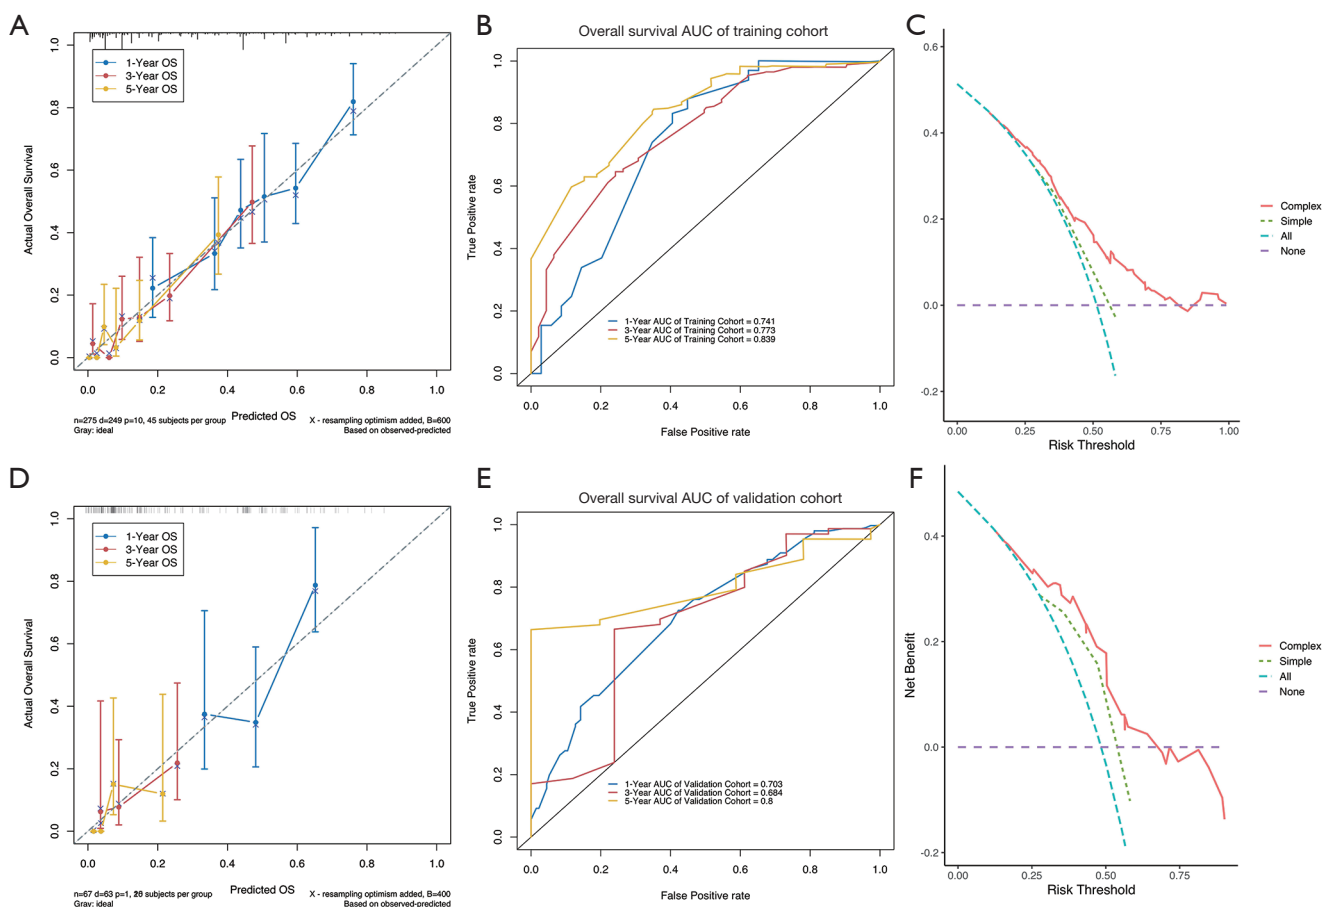 A
1-Year OS
3-Year OS
5-Year OS
Actual Overall Survival
1.0
0.8
0.6
0.4
0.2
0.0
0.0 0.2 0.4 0.6 0.8 1.0
Predicted OS
n=275 d=249 p=10, 45 subjects per group
Gray: ideal
X - resampling optimism added, B=600
Based on observed-predicted
B
Overall survival AUC of training cohort
True Positive rate
1.0
0.8
0.6
0.4
0.2
0.0
1-Year AUC of Training Cohort = 0.741
3-Year AUC of Training Cohort = 0.773
5-Year AUC of Training Cohort = 0.839
0.0 0.2 0.4 0.6 0.8 1.0
False Positive rate
C
0.6
0.4
0.2
0.0
-0.2
0.00 0.25 0.50 0.75 1.00
Risk Threshold
Complex
Simple
All
None
D
1-Year OS
3-Year OS
5-Year OS
Actual Overall Survival
1.0
0.8
0.6
0.4
0.2
0.0
0.0 0.2 0.4 0.6 0.8 1.0
Predicted OS
n=67 d=63 p=1, subjects per group
Gray: ideal
X - resampling optimism added, B=400
Based on observed-predicted
E
Overall survival AUC of validation cohort
True Positive rate
1.0
0.8
0.6
0.4
0.2
0.0
1-Year AUC of Validation Cohort = 0.703
3-Year AUC of Validation Cohort = 0.684
5-Year AUC of Validation Cohort = 0.8
0.0 0.2 0.4 0.6 0.8 1.0
False Positive rate
F
Net Benefit
0.4
0.2
0.0
-0.2
0.00 0.25 0.50 0.75
Risk Threshold
Complex
Simple
All
None